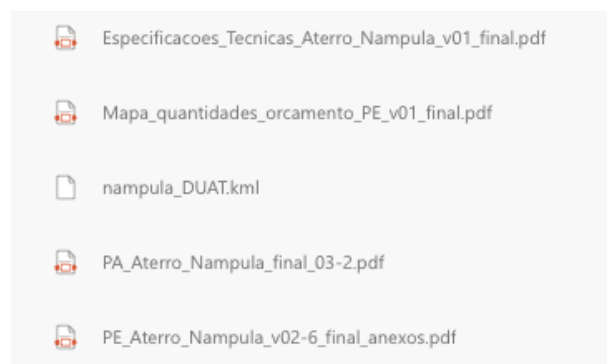 Especificacoes_Tecnicas_Aterro_Nampula_v01_final.pdf
Mapa_quantidades_orcamento_PE_v01_final.pdf
nampula_DUAT.kml
PA_Aterro_Nampula_final_03-2.pdf
PE_Aterro_Nampula_v02-6_final_anexos.pdf